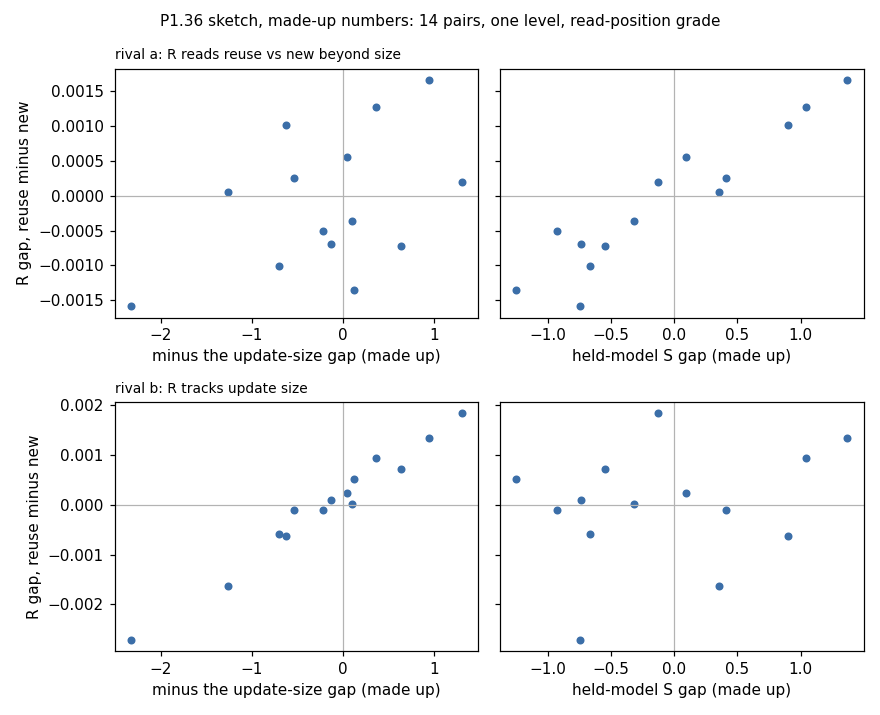 P1.36 sketch, made-up numbers: 14 pairs, one level, read-position grade
rival a: R reads reuse vs new beyond size
R gap, reuse minus new
0.0015
0.0010
0.0005
0.0000
−0.0005
−0.0010
−0.0015
−2 −1 0 1
minus the update-size gap (made up)
−1.0 −0.5 0.0 0.5 1.0
held-model S gap (made up)
rival b: R tracks update size
R gap, reuse minus new
0.002
0.001
0.000
−0.001
−0.002
−2 −1 0 1
minus the update-size gap (made up)
−1.0 −0.5 0.0 0.5 1.0
held-model S gap (made up)